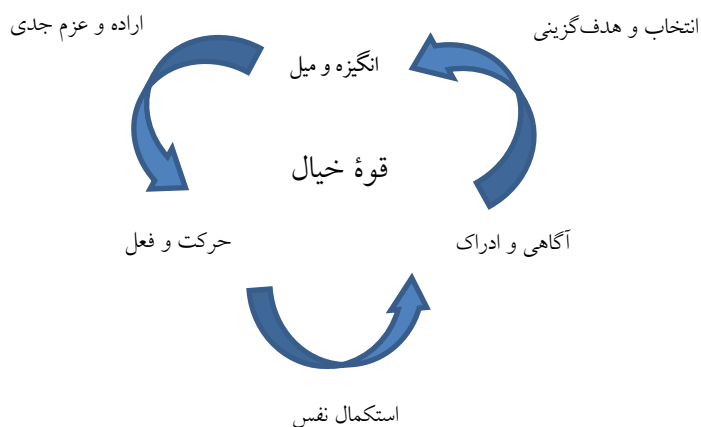 انتخاب و هدف‌گزینی
اراده و عزم جدی
انگیزه و میل
قوهٔ خیال
آگاهی و ادراک
حرکت و فعل
استکمال نفس